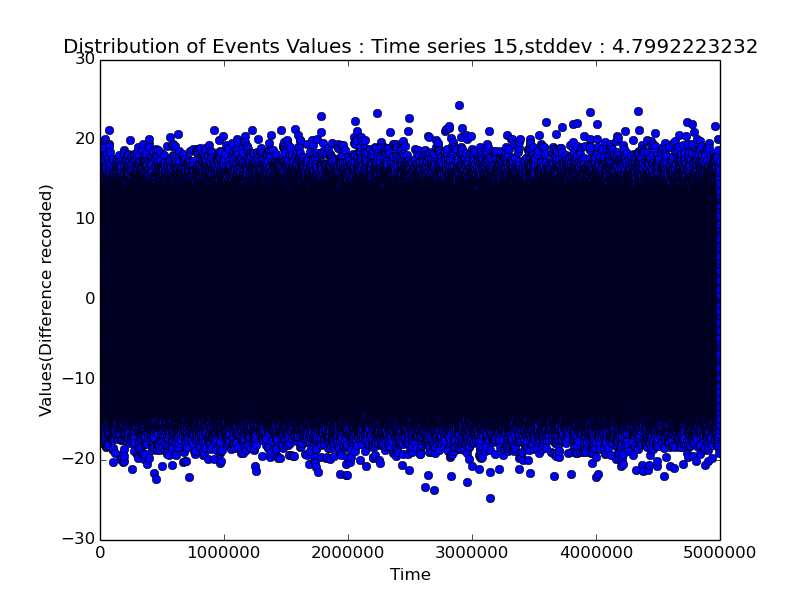 Distribution of Events Values : Time series 15,stddev : 4.7992223232
30
20
10
0
−10
−20
−30
Values(Difference recorded)
0 1000000 2000000 3000000 4000000 5000000
Time